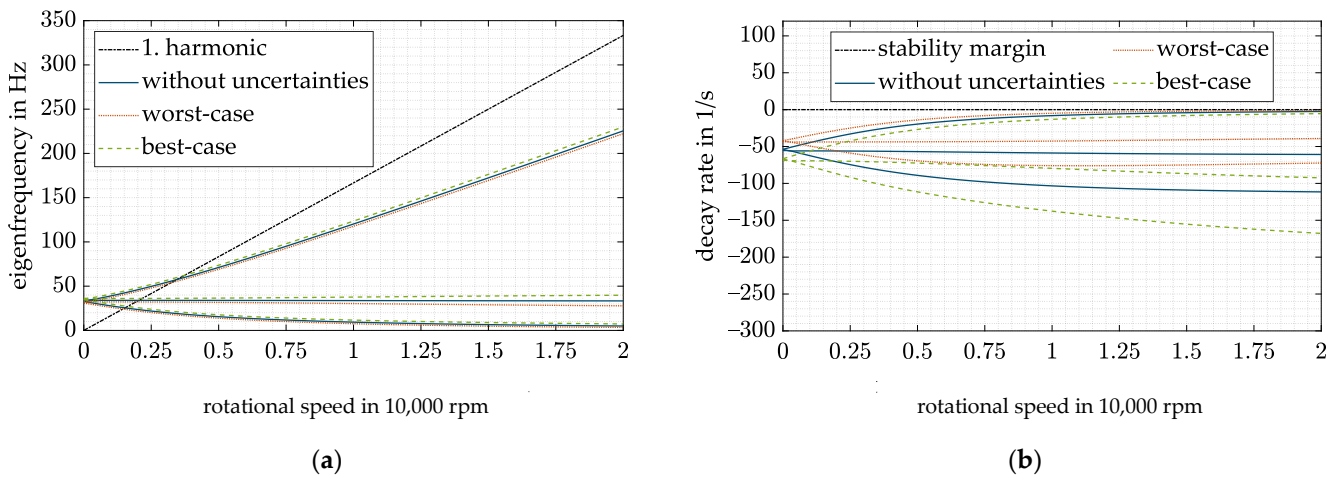 350
300
250
200
150
100
50
0
eigenfrequency in Hz
1. harmonic
without uncertainties
worst-case
best-case
0 0.25 0.5 0.75 1 1.25 1.5 1.75 2
rotational speed in 10,000 rpm
(a)
100
50
0
−50
−100
−150
−200
−250
−300
decay rate in 1/s
stability margin worst-case
without uncertainties best-case
0 0.25 0.5 0.75 1 1.25 1.5 1.75 2
rotational speed in 10,000 rpm
(b)